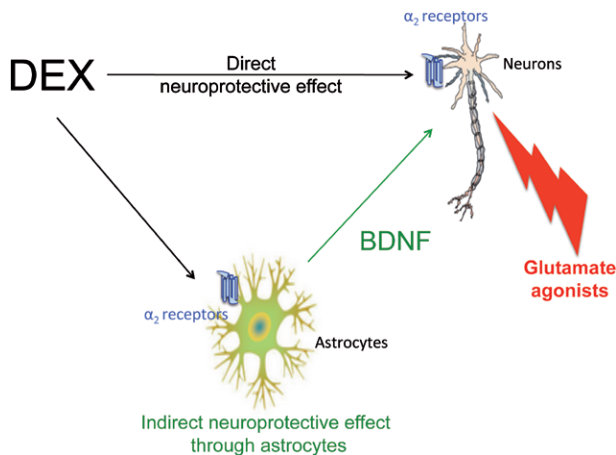 α₂ receptors
DEX
Direct
neuroprotective effect
Neurons
BDNF
Glutamate
agonists
α₂ receptors
Astrocytes
Indirect neuroprotective effect
through astrocytes